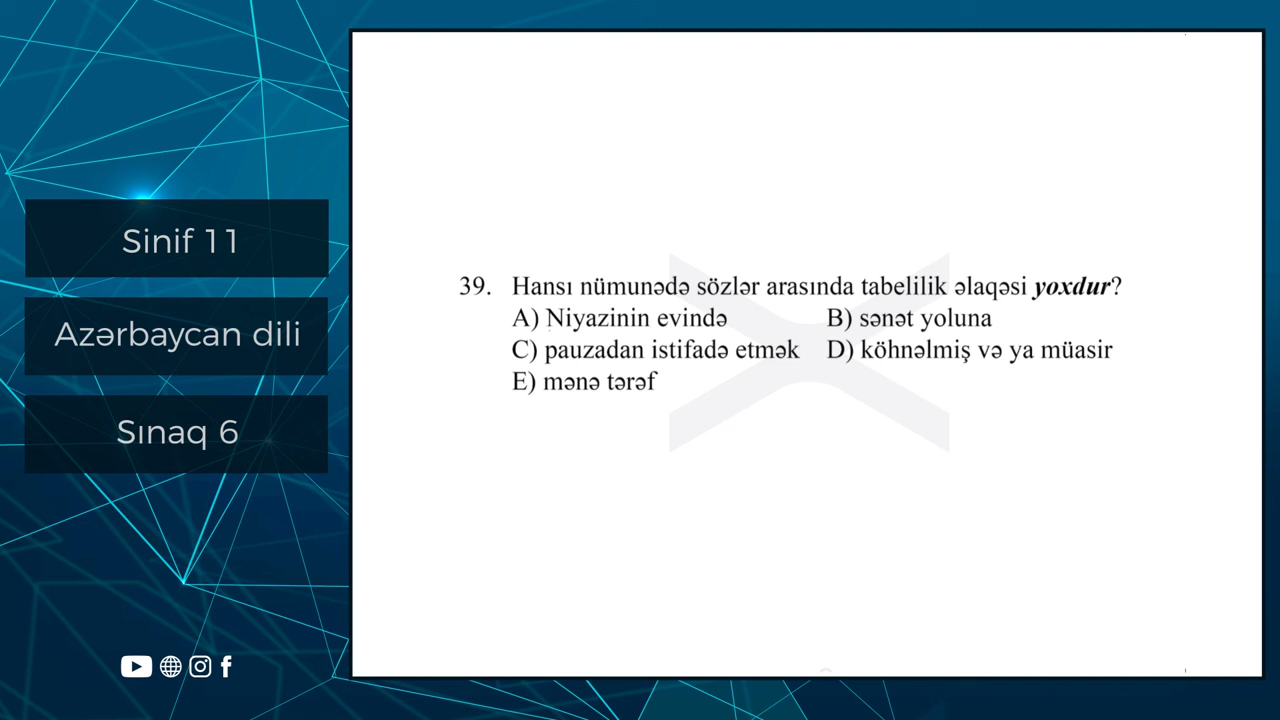 Sinif 11
Azərbaycan dili
Sınaq 6
39. Hansı nümunədə sözlər arasında tabelilik əlaqəsi yoxdur?
A) Niyazinin evində B) sənət yoluna
C) pauzadan istifadə etmək D) köhnəlmiş və ya müasir
E) mənə tərəf